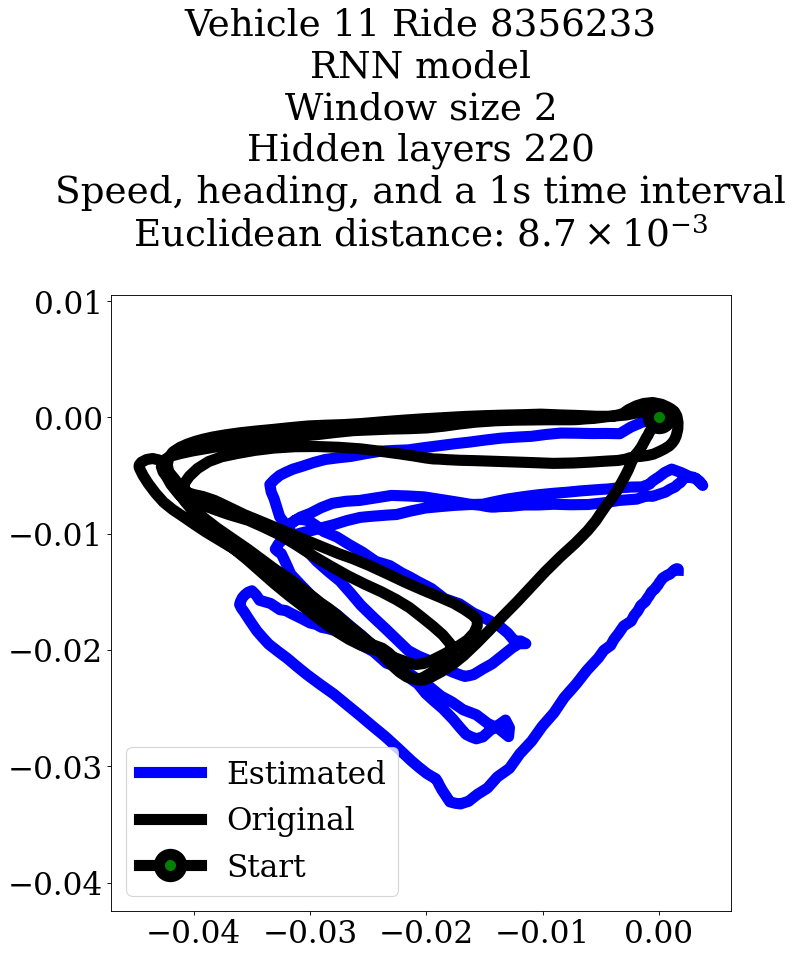 Vehicle 11 Ride 8356233
RNN model
Window size 2
Hidden layers 220
Speed, heading, and a 1s time interval
Euclidean distance: 8.7 × 10⁻³
0.01
0.00
−0.01
−0.02
−0.03
−0.04
Estimated
Original
Start
−0.04 −0.03 −0.02 −0.01 0.00